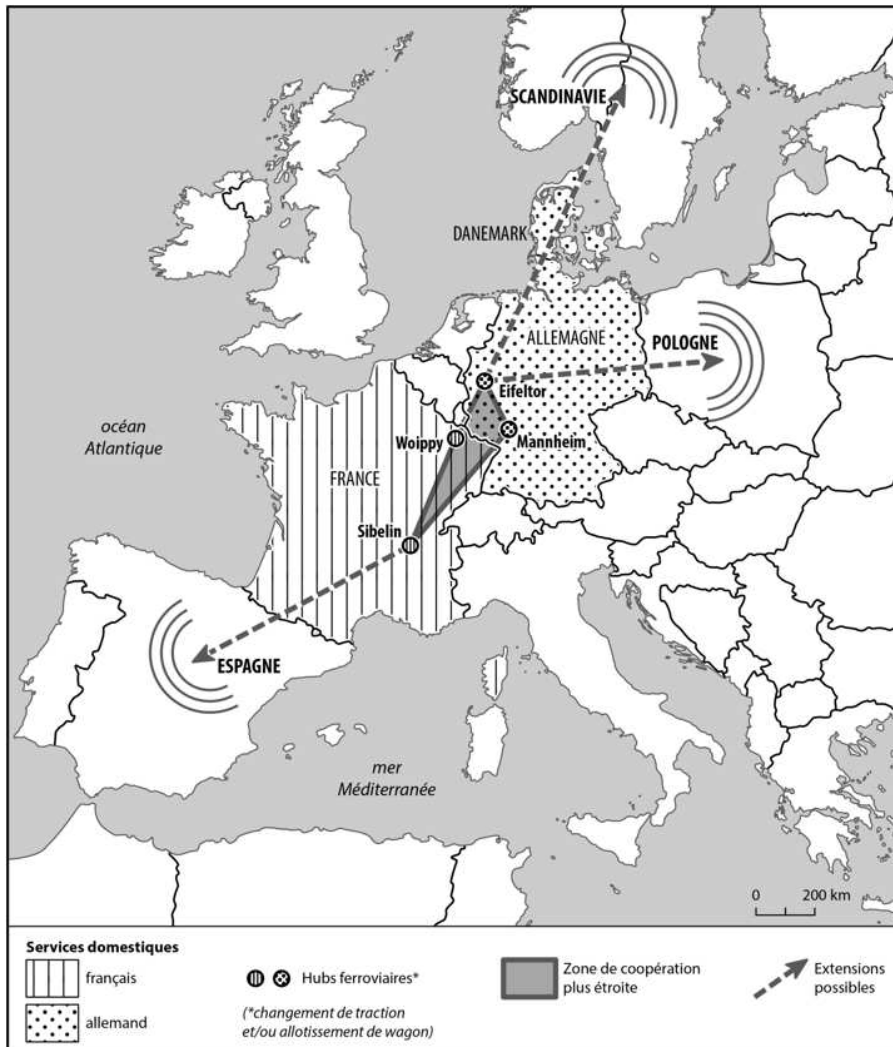 SCANDINAVIE
DANEMARK
ALLEMAGNE
POLOGNE
Eifeltor
océan
Atlantique
Woippy
Mannheim
FRANCE
Sibelin
ESPAGNE
mer
Méditerranée
0 200 km
Services domestiques
français
allemand
Hubs ferroviaires*
(*changement de traction
et/ou allotissement de wagon)
Zone de coopération
plus étroite
Extensions
possibles